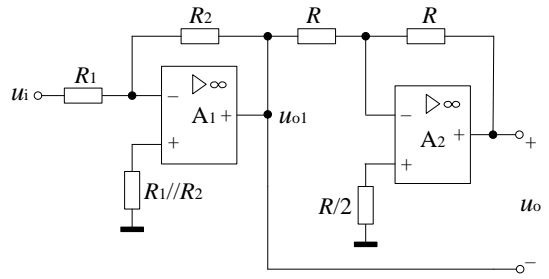 R2 R R
R1 ▷∞
ui − ▷∞
A1 + uo1 −
+ A2 + +
R1//R2 R/2 uo
−